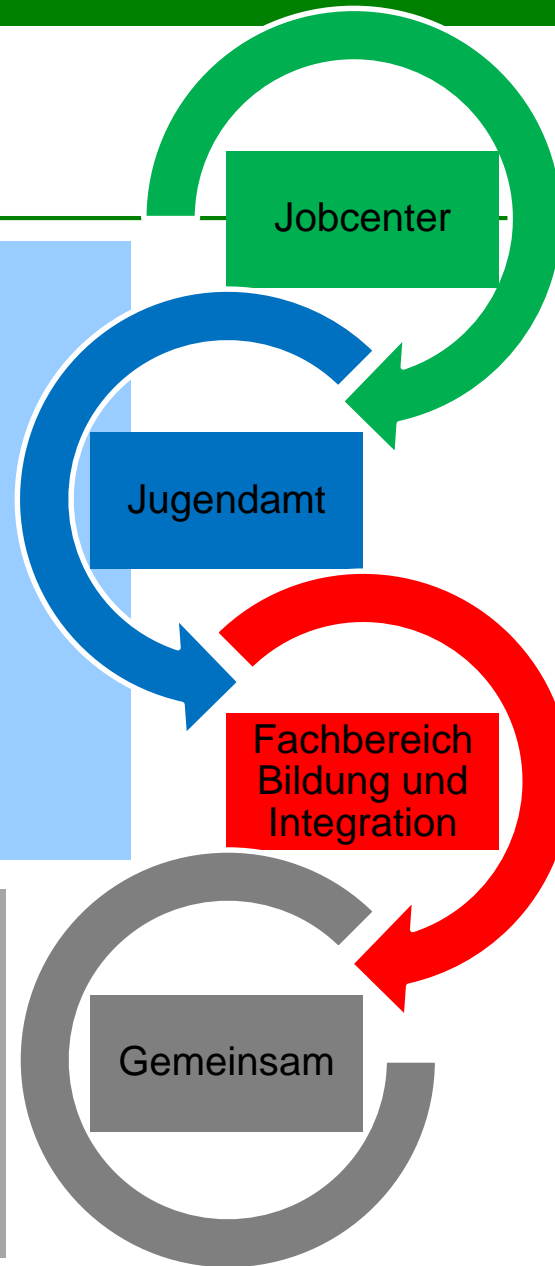 Jobcenter
Jugendamt
Fachbereich
Bildung und
Integration
Gemeinsam